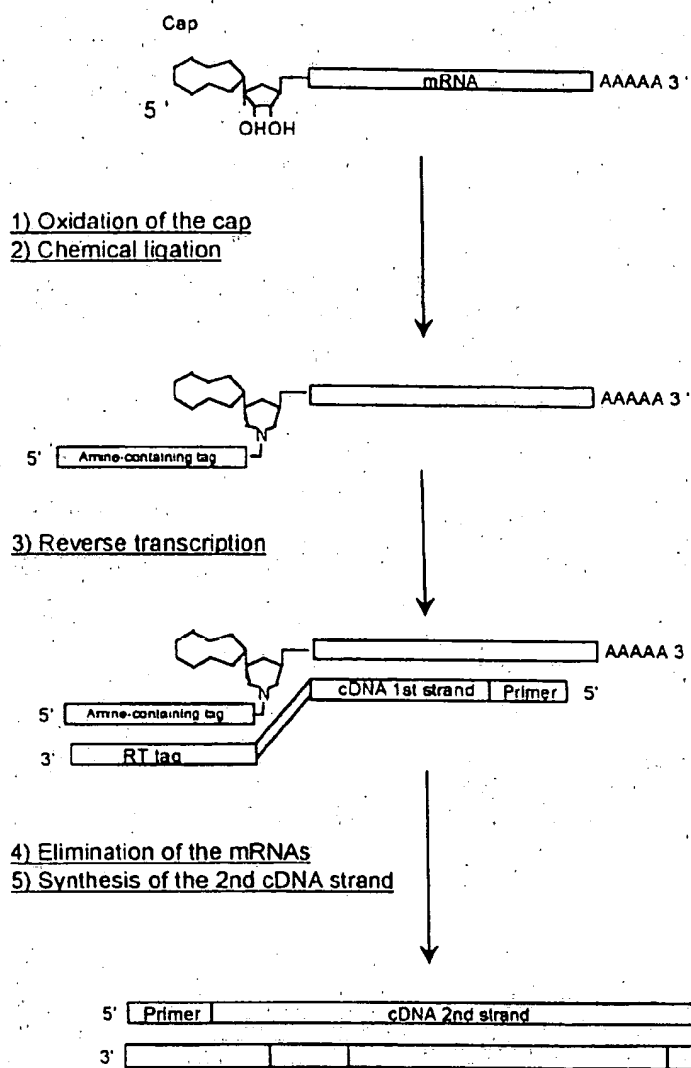 Cap
mRNA AAAAA 3 '
5 '
OHOH
1) Oxidation of the cap
2) Chemical ligation
AAAAA 3 '
N
5' Amine-containing tag
3) Reverse transcription
AAAAA 3
cDNA 1st strand Primer 5'
N
5' Amine-containing tag
3' RT tag
4) Elimination of the mRNAs
5) Synthesis of the 2nd cDNA strand
5' Primer cDNA 2nd strand
3'